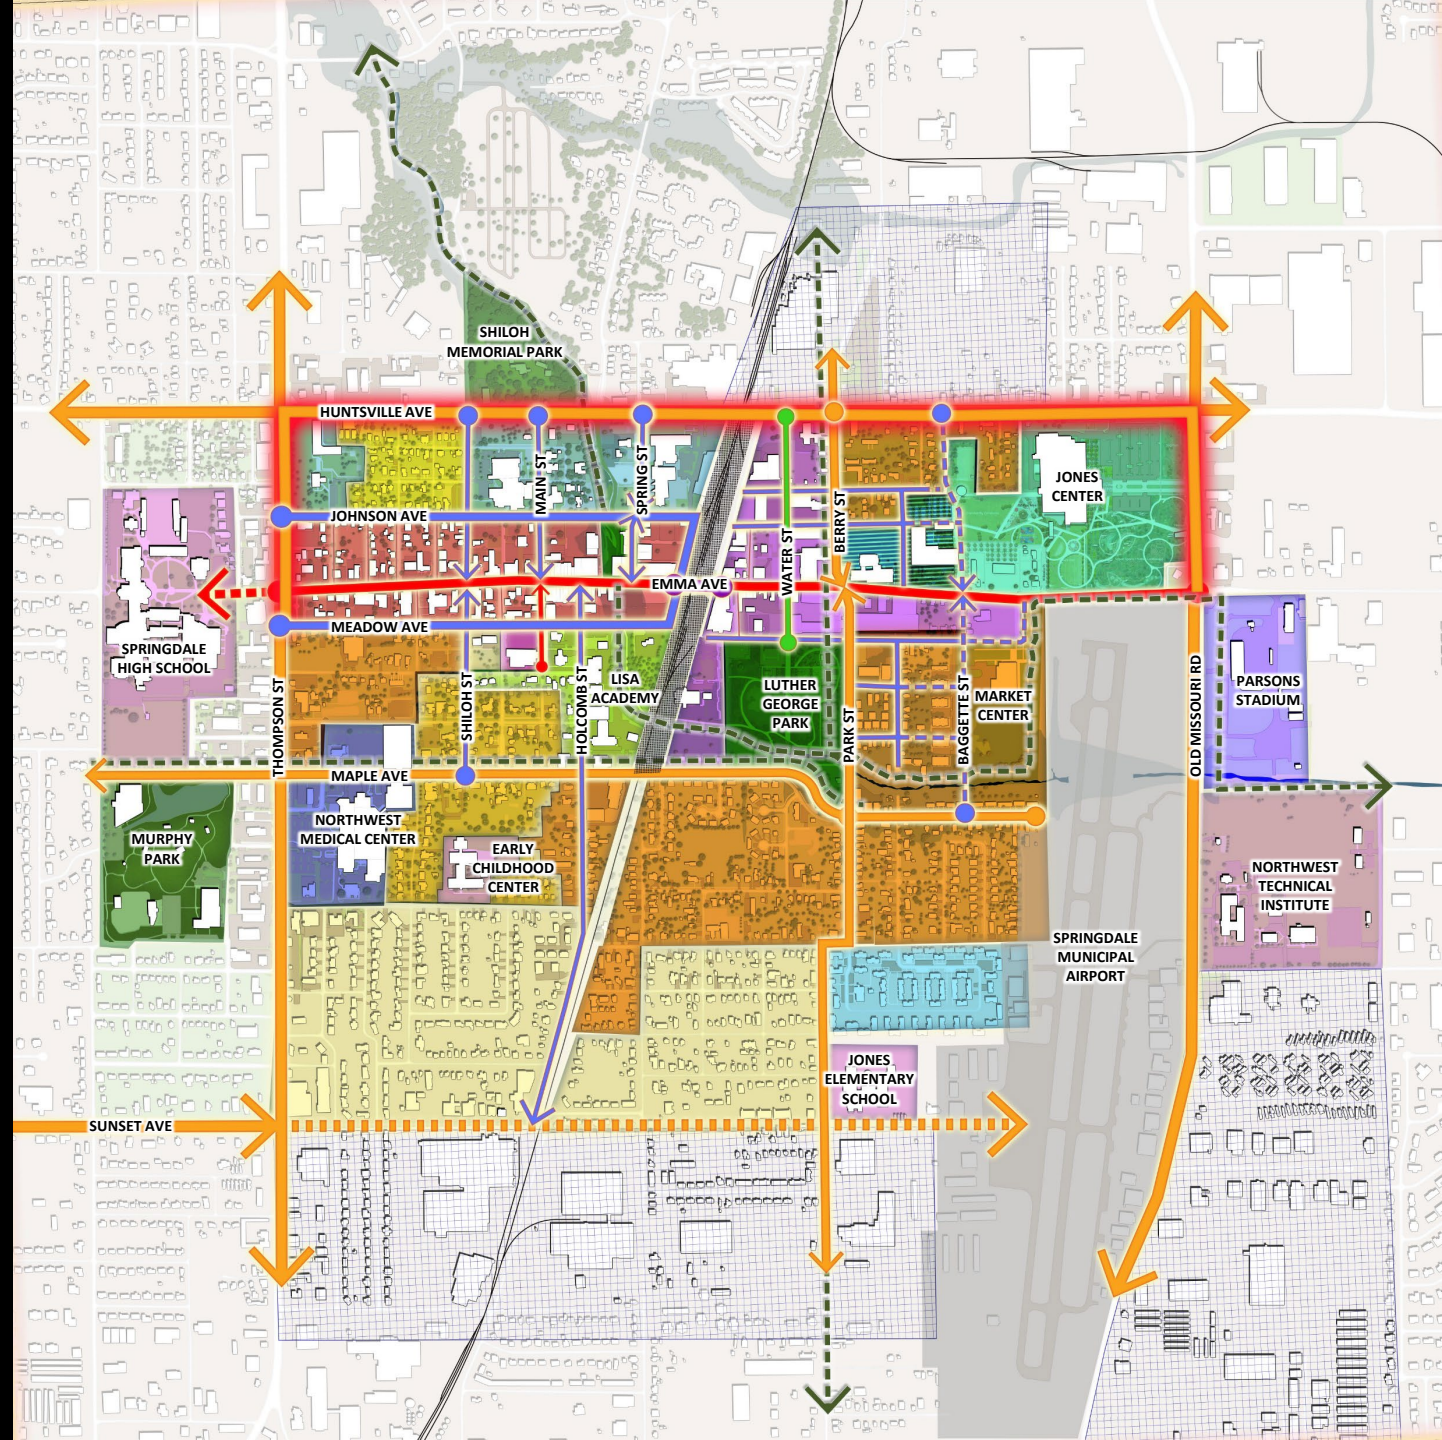 SHILOH
MEMORIAL PARK
HUNTSVILLE AVE
MAIN ST
SPRING ST
JONES
CENTER
JOHNSON AVE
BERRY ST
WATER ST
EMMA AVE
MEADOW AVE
SPRINGDALE
HIGH SCHOOL
THOMPSON ST
SHILOH ST
HOLCOMB ST
LISA
ACADEMY
LUTHER
GEORGE
PARK
PARK ST
BAGGETTE ST
MARKET
CENTER
OLD MISSOURI RD
PARSONS
STADIUM
MAPLE AVE
MURPHY
PARK
NORTHWEST
MEDICAL CENTER
EARLY
CHILDHOOD
CENTER
NORTHWEST
TECHNICAL
INSTITUTE
SPRINGDALE
MUNICIPAL
AIRPORT
JONES
ELEMENTARY
SCHOOL
SUNSET AVE